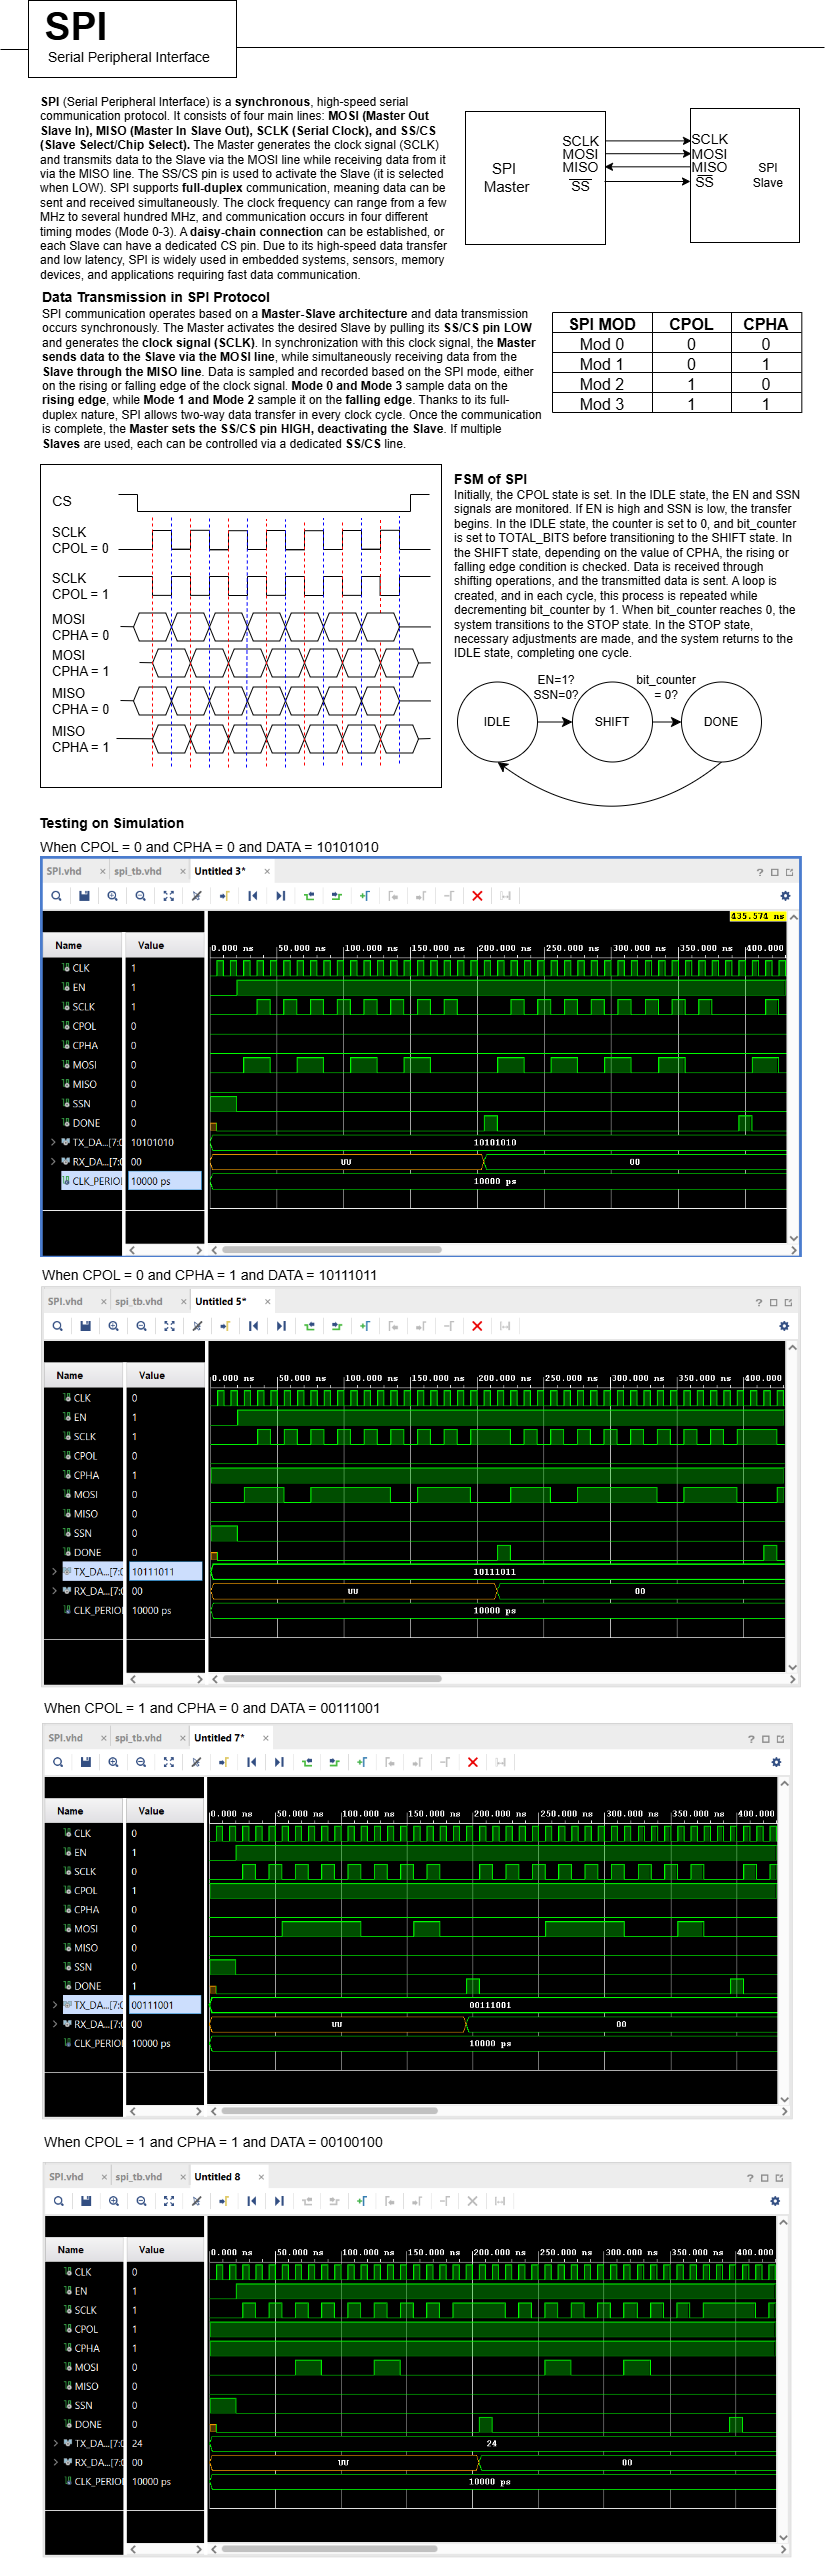 SPI
Serial Peripheral Interface
SPI (Serial Peripheral Interface) is a synchronous, high-speed serial
communication protocol. It consists of four main lines: MOSI (Master Out
Slave In), MISO (Master In Slave Out), SCLK (Serial Clock), and SS/CS
(Slave Select/Chip Select). The Master generates the clock signal (SCLK)
and transmits data to the Slave via the MOSI line while receiving data from it
via the MISO line. The SS/CS pin is used to activate the Slave (it is selected
when LOW). SPI supports full-duplex communication, meaning data can be
sent and received simultaneously. The clock frequency can range from a few
MHz to several hundred MHz, and communication occurs in four different
timing modes (Mode 0-3). A daisy-chain connection can be established, or
each Slave can have a dedicated CS pin. Due to its high-speed data transfer
and low latency, SPI is widely used in embedded systems, sensors, memory
devices, and applications requiring fast data communication.
SPI
Master
SCLK
MOSI
MISO
SS
SCLK
MOSI
MISO
SS
SPI
Slave
Data Transmission in SPI Protocol
SPI communication operates based on a Master-Slave architecture and data transmission
occurs synchronously. The Master activates the desired Slave by pulling its SS/CS pin LOW
and generates the clock signal (SCLK). In synchronization with this clock signal, the Master
sends data to the Slave via the MOSI line, while simultaneously receiving data from the
Slave through the MISO line. Data is sampled and recorded based on the SPI mode, either
on the rising or falling edge of the clock signal. Mode 0 and Mode 3 sample data on the
rising edge, while Mode 1 and Mode 2 sample it on the falling edge. Thanks to its full-
duplex nature, SPI allows two-way data transfer in every clock cycle. Once the communication
is complete, the Master sets the SS/CS pin HIGH, deactivating the Slave. If multiple
Slaves are used, each can be controlled via a dedicated SS/CS line.
SPI MOD CPOL CPHA
Mod 0 0 0
Mod 1 0 1
Mod 2 1 0
Mod 3 1 1
CS
SCLK
CPOL = 0
SCLK
CPOL = 1
MOSI
CPHA = 0
MOSI
CPHA = 1
MISO
CPHA = 0
MISO
CPHA = 1
FSM of SPI
Initially, the CPOL state is set. In the IDLE state, the EN and SSN
signals are monitored. If EN is high and SSN is low, the transfer
begins. In the IDLE state, the counter is set to 0, and bit_counter
is set to TOTAL_BITS before transitioning to the SHIFT state. In
the SHIFT state, depending on the value of CPHA, the rising or
falling edge condition is checked. Data is received through
shifting operations, and the transmitted data is sent. A loop is
created, and in each cycle, this process is repeated while
decrementing bit_counter by 1. When bit_counter reaches 0, the
system transitions to the STOP state. In the STOP state,
necessary adjustments are made, and the system returns to the
IDLE state, completing one cycle.
EN=1?
SSN=0?
bit_counter
= 0?
IDLE
SHIFT
DONE
Testing on Simulation
When CPOL = 0 and CPHA = 0 and DATA = 10101010
SPI.vhd × spi_tb.vhd × Untitled 3* ×
435.574 ns
Name Value
0.000 ns 50.000 ns 100.000 ns 150.000 ns 200.000 ns 250.000 ns 300.000 ns 350.000 ns 400.000
CLK 1
EN 1
SCLK 1
CPOL 0
CPHA 0
MOSI 0
MISO 0
SSN 0
DONE 0
TX_DA...[7:0 10101010 10101010
RX_DA...[7:0 00 UU 00
CLK_PERIO 10000 ps 10000 ps
When CPOL = 0 and CPHA = 1 and DATA = 10111011
SPI.vhd × spi_tb.vhd × Untitled 5* ×
Name Value
0.000 ns 50.000 ns 100.000 ns 150.000 ns 200.000 ns 250.000 ns 300.000 ns 350.000 ns 400.000
CLK 0
EN 1
SCLK 1
CPOL 0
CPHA 1
MOSI 0
MISO 0
SSN 0
DONE 0
TX_DA...[7:0 10111011 10111011
RX_DA...[7:0 00 UU 00
CLK_PERIO 10000 ps 10000 ps
When CPOL = 1 and CPHA = 0 and DATA = 00111001
SPI.vhd × spi_tb.vhd × Untitled 7* ×
Name Value
0.000 ns 50.000 ns 100.000 ns 150.000 ns 200.000 ns 250.000 ns 300.000 ns 350.000 ns 400.000
CLK 0
EN 1
SCLK 0
CPOL 1
CPHA 0
MOSI 0
MISO 0
SSN 0
DONE 1
TX_DA...[7:0 00111001 00111001
RX_DA...[7:0 00 UU 00
CLK_PERIO 10000 ps 10000 ps
When CPOL = 1 and CPHA = 1 and DATA = 00100100
SPI.vhd × spi_tb.vhd × Untitled 8 ×
Name Value
0.000 ns 50.000 ns 100.000 ns 150.000 ns 200.000 ns 250.000 ns 300.000 ns 350.000 ns 400.000
CLK 0
EN 1
SCLK 1
CPOL 1
CPHA 1
MOSI 0
MISO 0
SSN 0
DONE 0
TX_DA...[7:0 24 24
RX_DA...[7:0 00 UU 00
CLK_PERIO 10000 ps 10000 ps